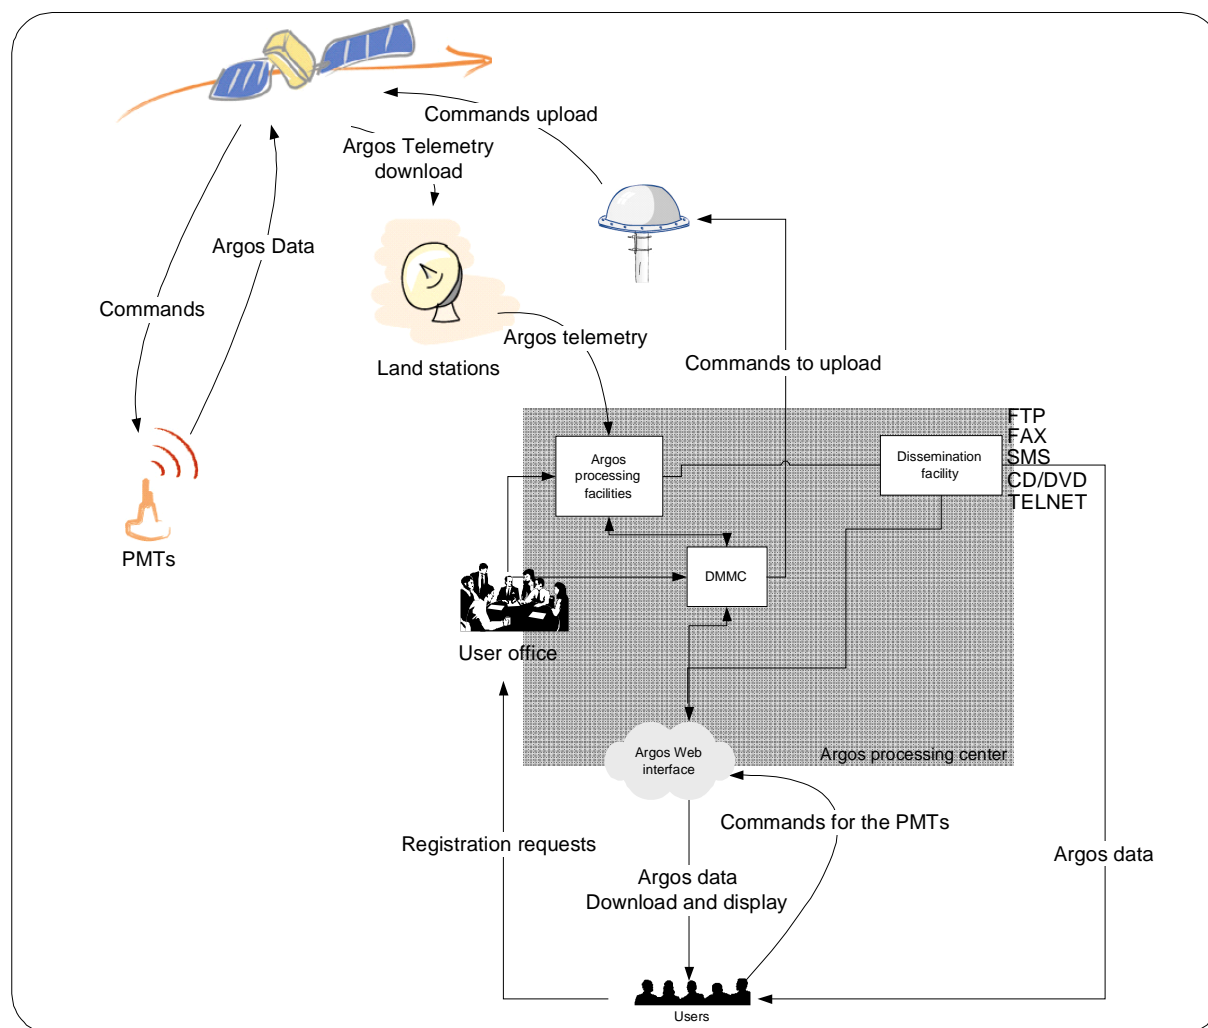 Commands upload
Argos Telemetry
download
Argos Data
Commands
Argos telemetry
Land stations
Commands to upload
FTP
FAX
SMS
CD/DVD
TELNET
Argos
processing
facilities
Dissemination
facility
PMTs
DMMC
User office
Argos Web
interface
Argos processing center
Commands for the PMTs
Registration requests
Argos data
Argos data
Download and display
Users